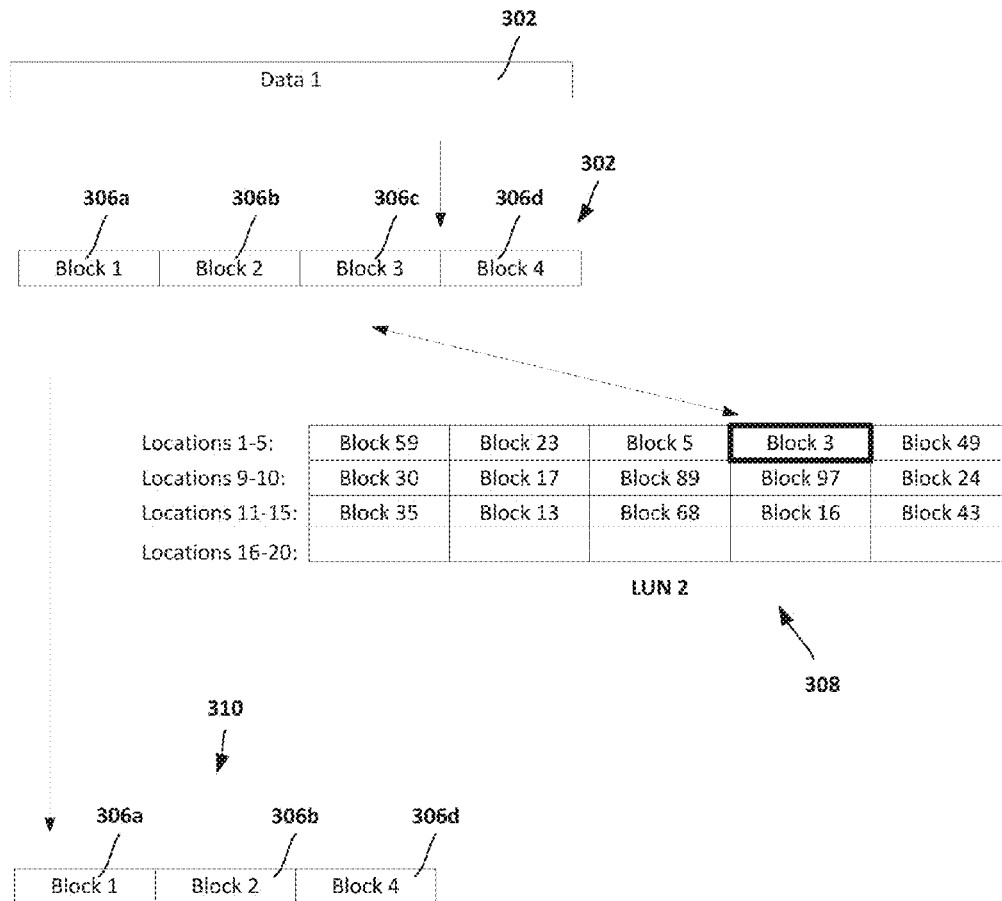 302
Data 1
302
306a 306b 306c 306d
Block 1 Block 2 Block 3 Block 4
Locations 1-5: Block 59 Block 23 Block 5 Block 3 Block 49
Locations 9-10: Block 30 Block 17 Block 89 Block 97 Block 24
Locations 11-15: Block 35 Block 13 Block 68 Block 16 Block 43
Locations 16-20:
LUN 2
308
310
306a 306b 306d
Block 1 Block 2 Block 4